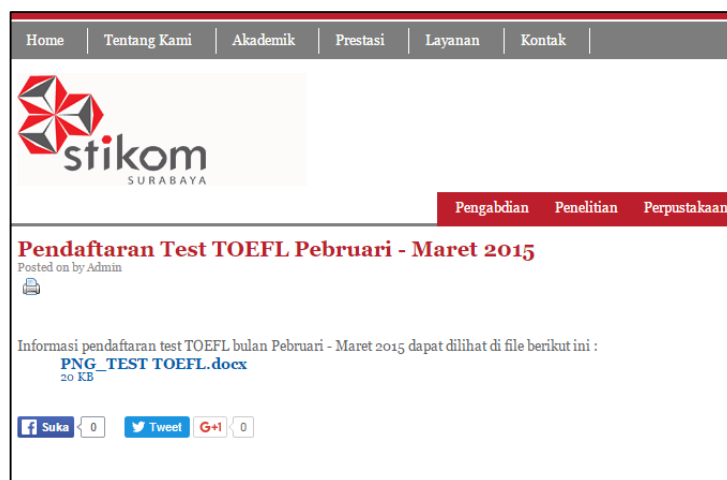 Home Tentang Kami Akademik Prestasi Layanan Kontak
stikom
SURABAYA
Pengabdian Penelitian Perpustakaan
Pendaftaran Test TOEFL Pebruari - Maret 2015
Posted on by Admin
Informasi pendaftaran test TOEFL bulan Pebruari - Maret 2015 dapat dilihat di file berikut ini :
PNG_TEST TOEFL.docx
20 KB
Suka 0 Tweet G+1 0